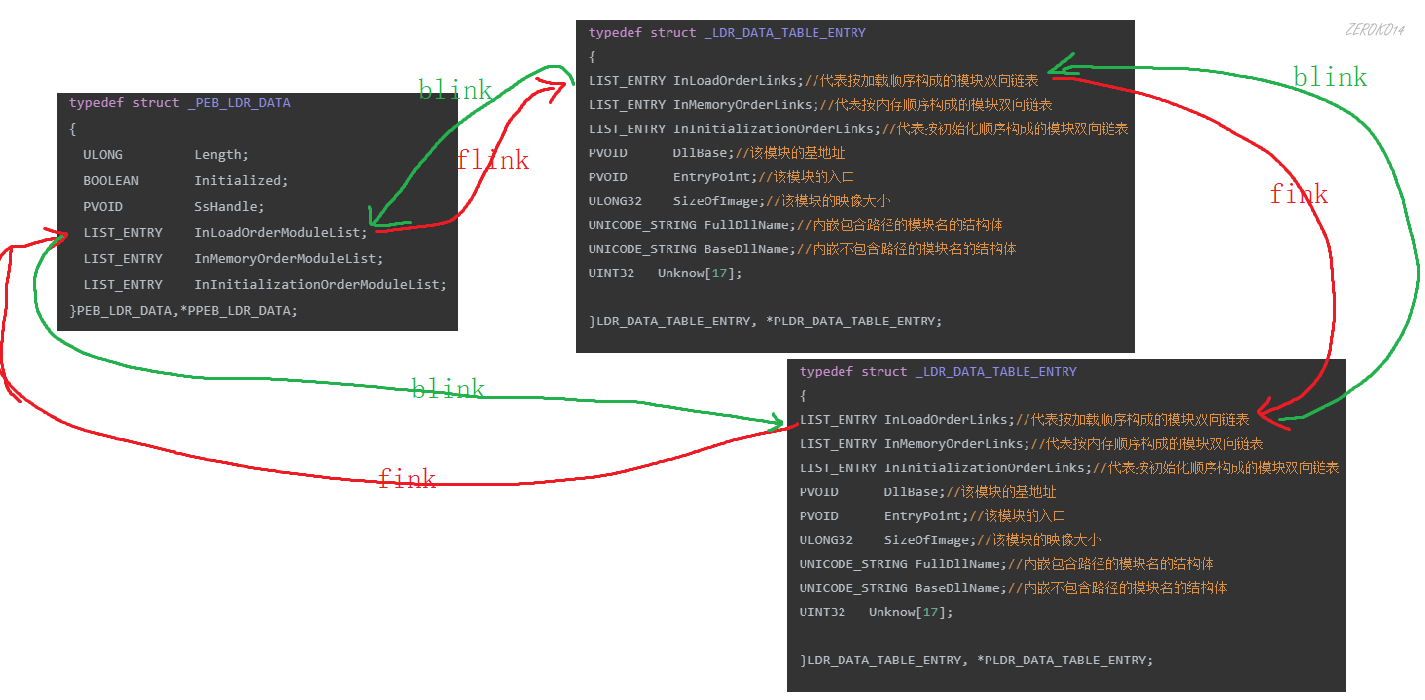 ZEROKO14
typedef struct _PEB_LDR_DATA
{
ULONG Length;
BOOLEAN Initialized;
PVOID SsHandle;
LIST_ENTRY InLoadOrderModuleList;
LIST_ENTRY InMemoryOrderModuleList;
LIST_ENTRY InInitializationOrderModuleList;
}PEB_LDR_DATA,*PPEB_LDR_DATA;
blink
flink
typedef struct _LDR_DATA_TABLE_ENTRY
{
LIST_ENTRY InLoadOrderLinks;//代表按加载顺序构成的模块双向链表
LIST_ENTRY InMemoryOrderLinks;//代表按内存顺序构成的模块双向链表
LIST_ENTRY InInitializationOrderLinks;//代表按初始化顺序构成的模块双向链表
PVOID DllBase;//该模块的基地址
PVOID EntryPoint;//该模块的入口
ULONG32 SizeOfImage;//该模块的映像大小
UNICODE_STRING FullDllName;//内嵌包含路径的模块名的结构体
UNICODE_STRING BaseDllName;//内嵌不包含路径的模块名的结构体
UINT32 Unknow[17];
}LDR_DATA_TABLE_ENTRY, *PLDR_DATA_TABLE_ENTRY;
blink
fink
blink
fink
typedef struct _LDR_DATA_TABLE_ENTRY
{
LIST_ENTRY InLoadOrderLinks;//代表按加载顺序构成的模块双向链表
LIST_ENTRY InMemoryOrderLinks;//代表按内存顺序构成的模块双向链表
LIST_ENTRY InInitializationOrderLinks;//代表按初始化顺序构成的模块双向链表
PVOID DllBase;//该模块的基地址
PVOID EntryPoint;//该模块的入口
ULONG32 SizeOfImage;//该模块的映像大小
UNICODE_STRING FullDllName;//内嵌包含路径的模块名的结构体
UNICODE_STRING BaseDllName;//内嵌不包含路径的模块名的结构体
UINT32 Unknow[17];
}LDR_DATA_TABLE_ENTRY, *PLDR_DATA_TABLE_ENTRY;